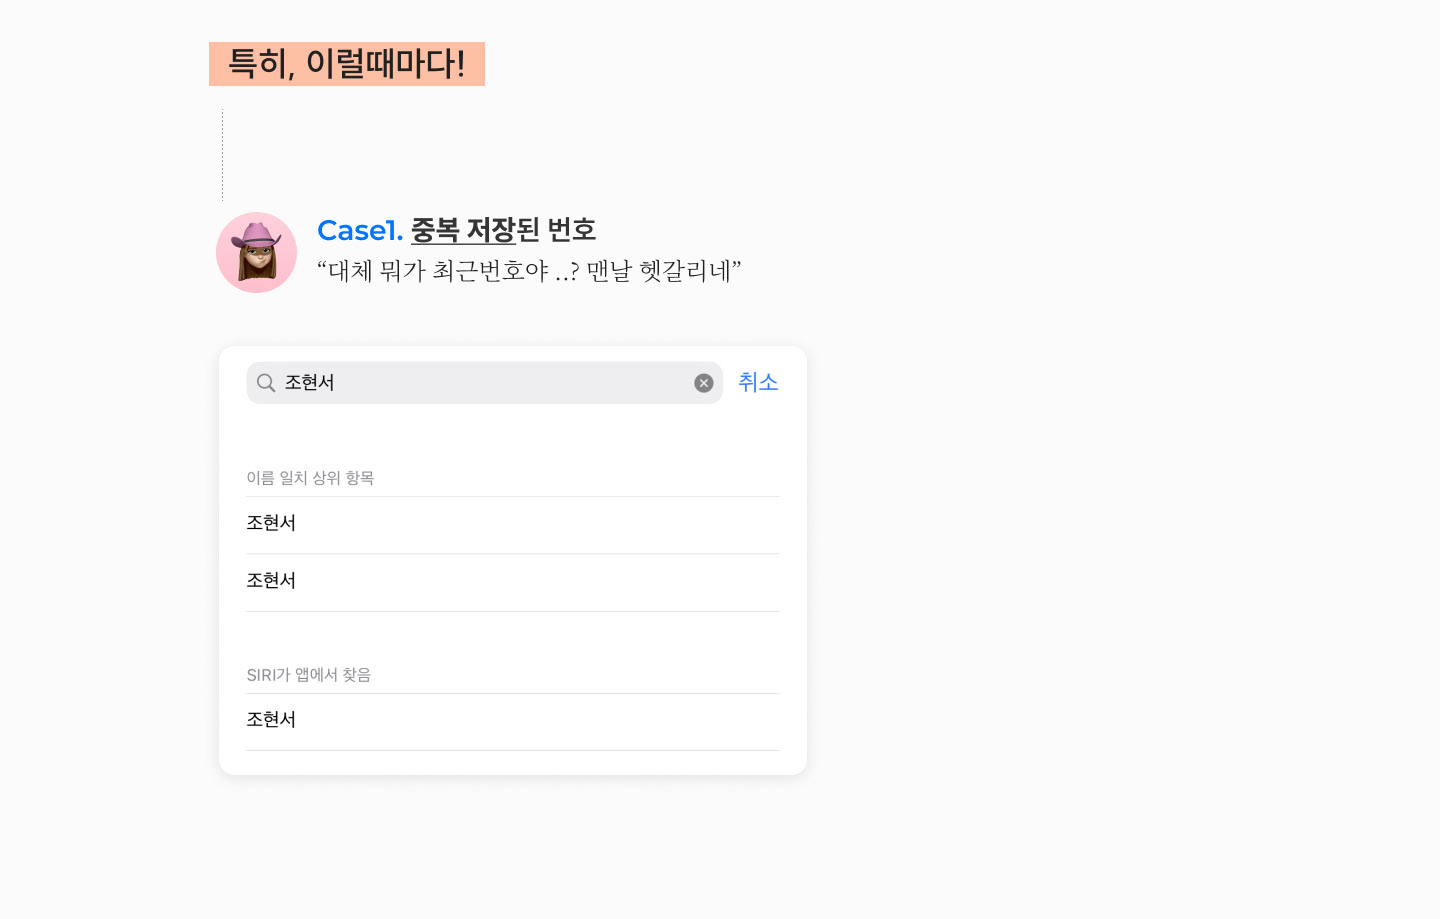 특히, 이럴때마다!
Case1. 중복 저장된 번호
“대체 뭐가 최근번호야 ..? 맨날 헷갈리네”
조현서 취소
이름 일치 상위 항목
조현서
조현서
SIRI가 앱에서 찾음
조현서